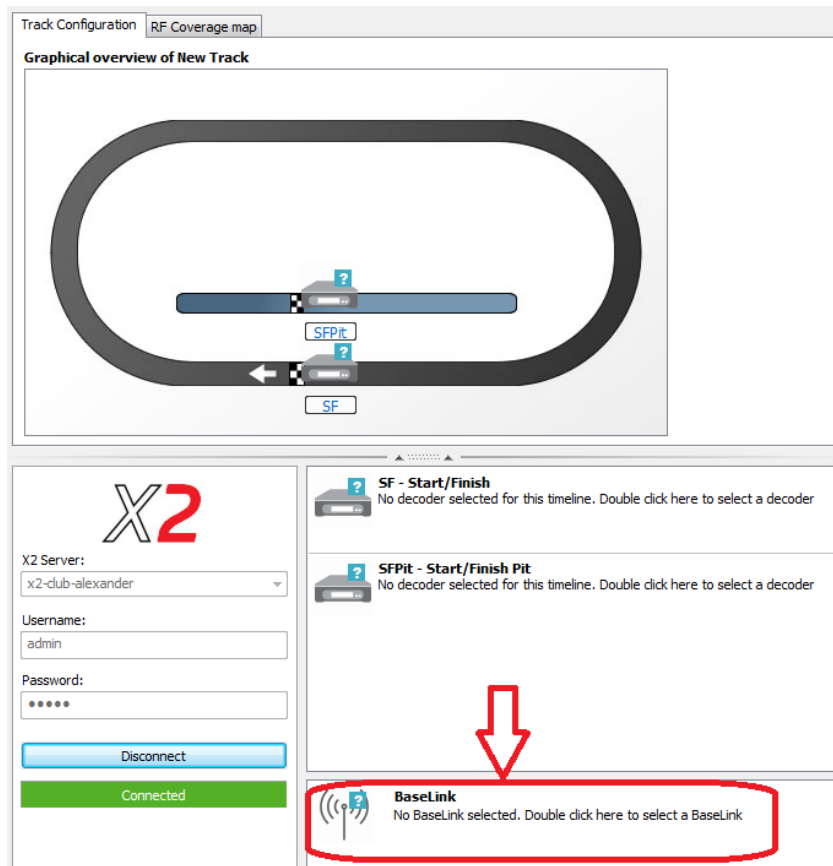 Track Configuration
RF Coverage map
Graphical overview of New Track
?
SFPit
?
SF
X2
X2 Server:
x2-club-alexander
Username:
admin
Password:
•••••
Disconnect
Connected
?
SF - Start/Finish
No decoder selected for this timeline. Double click here to select a decoder
?
SFPit - Start/Finish Pit
No decoder selected for this timeline. Double click here to select a decoder
?
BaseLink
No BaseLink selected. Double click here to select a BaseLink